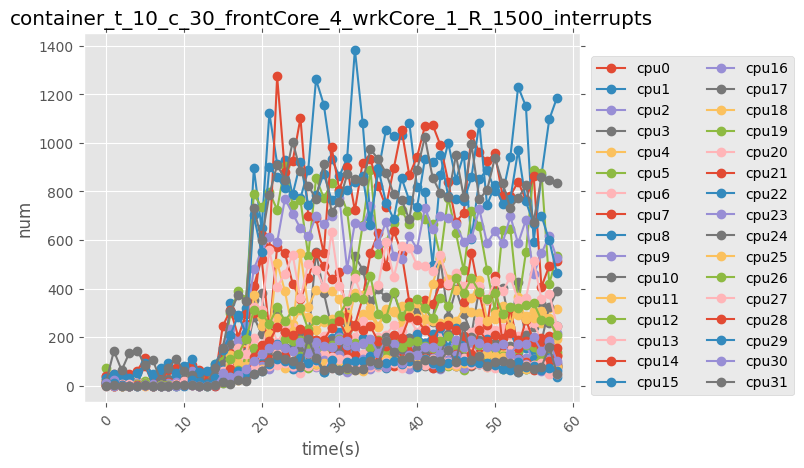 container_t_10_c_30_frontCore_4_wrkCore_1_R_1500_interrupts
1400
1200
1000
800
600
400
200
0
num
0
10
20
30
40
50
60
time(s)
cpu0
cpu1
cpu2
cpu3
cpu4
cpu5
cpu6
cpu7
cpu8
cpu9
cpu10
cpu11
cpu12
cpu13
cpu14
cpu15
cpu16
cpu17
cpu18
cpu19
cpu20
cpu21
cpu22
cpu23
cpu24
cpu25
cpu26
cpu27
cpu28
cpu29
cpu30
cpu31